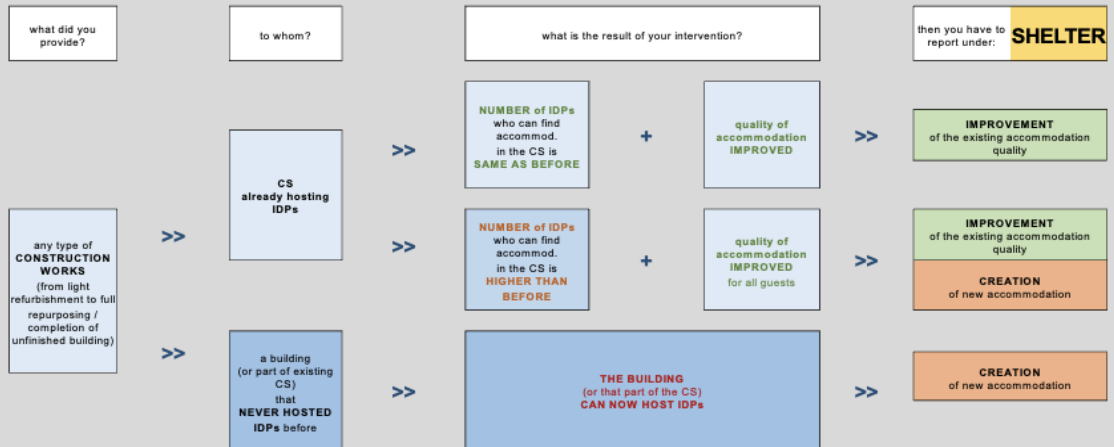 what did you
provide?
to whom?
what is the result of your intervention?
then you have to
report under:
SHELTER
any type of
CONSTRUCTION
WORKS
(from light
refurbishment to full
repurposing /
completion of
unfinished building)
>>
>>
CS
already hosting
IDPs
>>
NUMBER of IDPs
who can find
accommod.
in the CS is
SAME AS BEFORE
+
quality of
accommodation
IMPROVED
>>
IMPROVEMENT
of the existing accommodation
quality
>>
NUMBER of IDPs
who can find
accommod.
in the CS is
HIGHER THAN
BEFORE
+
quality of
accommodation
IMPROVED
for all guests
>>
IMPROVEMENT
of the existing accommodation
quality
CREATION
of new accommodation
a building
(or part of existing
CS)
that
NEVER HOSTED
IDPs before
>>
THE BUILDING
(or that part of the CS)
CAN NOW HOST IDPs
>>
CREATION
of new accommodation